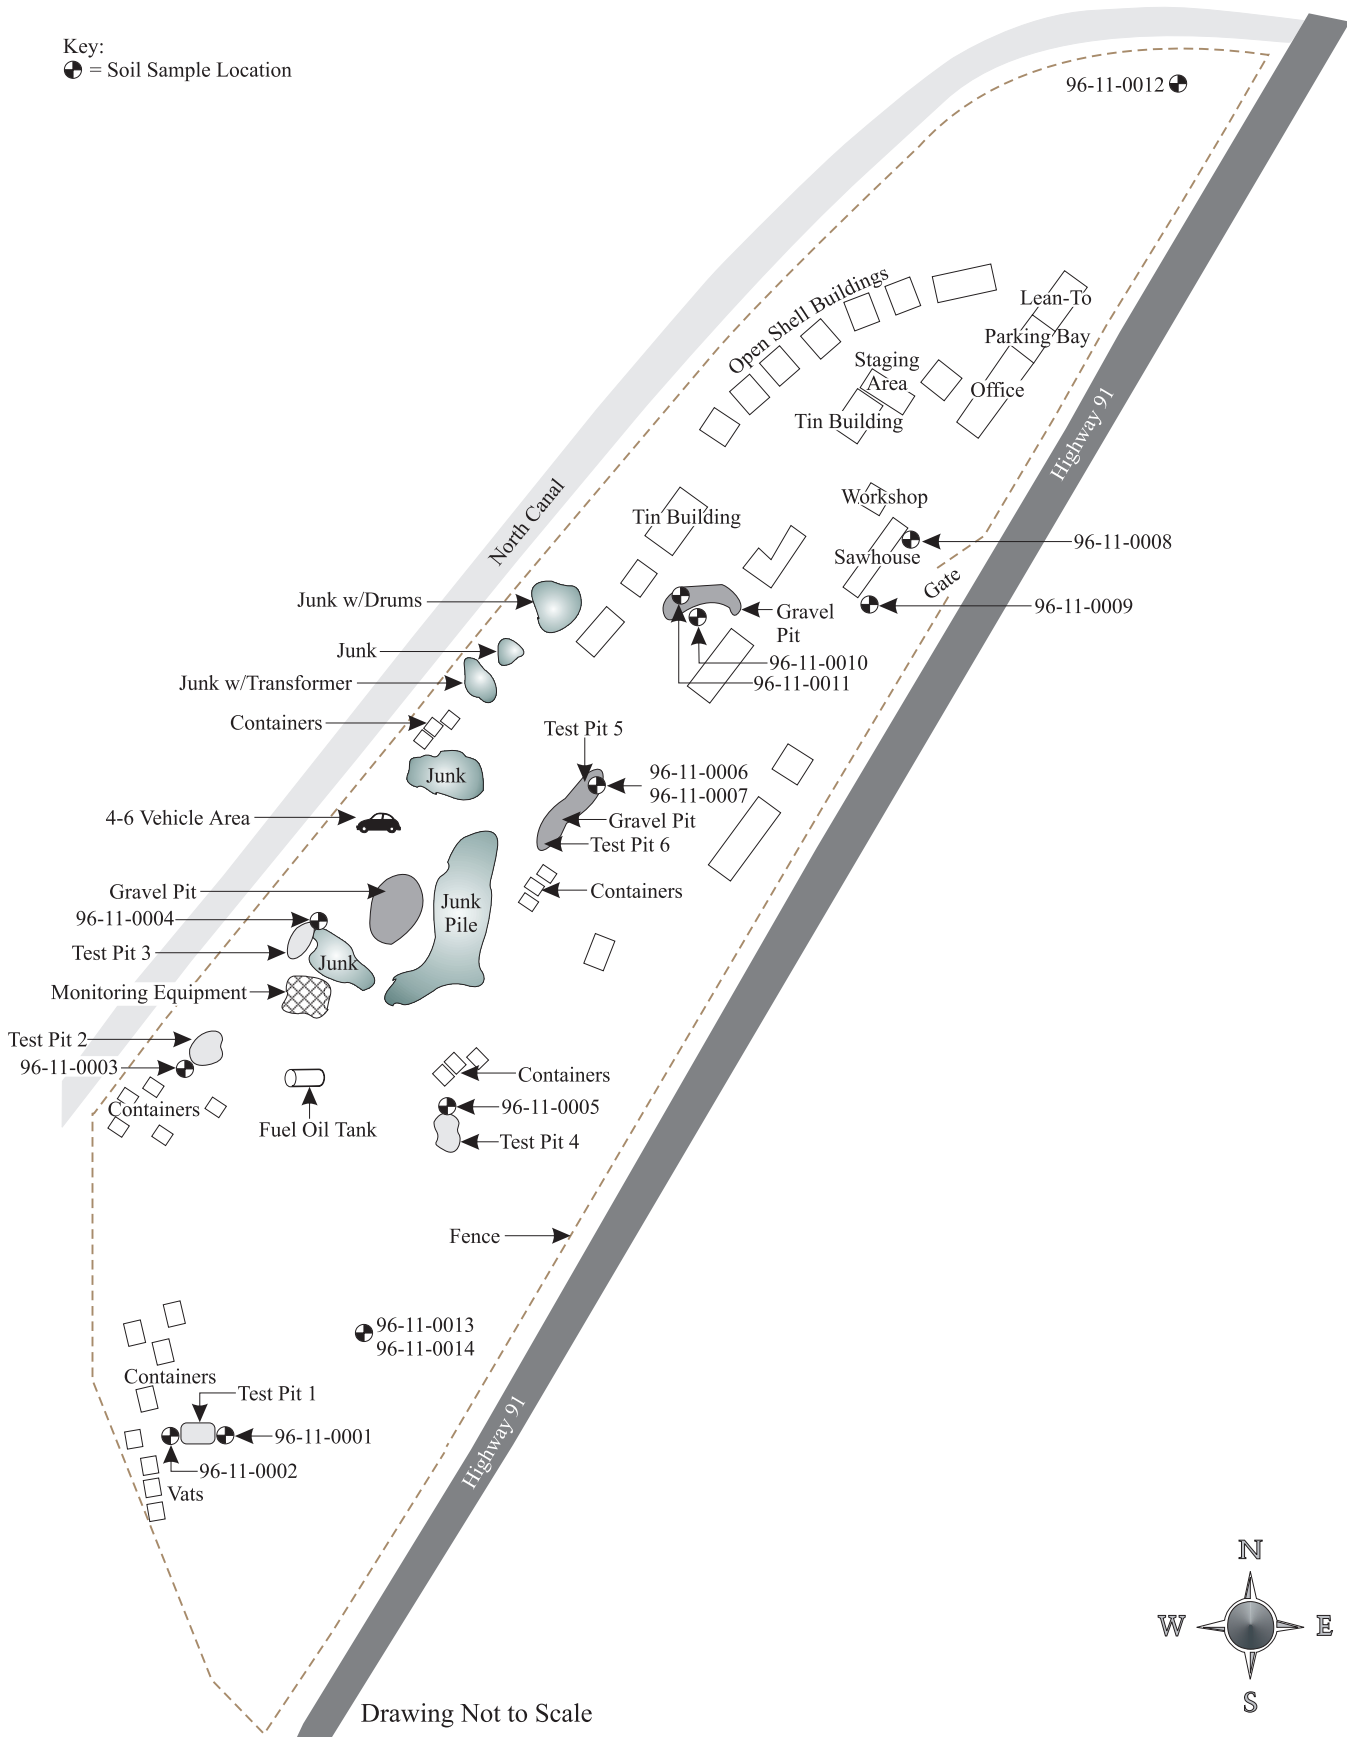 Key:
= Soil Sample Location
96-11-0012
Open Shell Buildings
Lean-To
Parking Bay
Staging
Area
Office
Tin Building
Highway 91
North Canal
Workshop
Tin Building
96-11-0008
Sawhouse
Gate
Junk w/Drums
96-11-0009
Gravel
Pit
Junk
96-11-0010
Junk w/Transformer
96-11-0011
Containers
Test Pit 5
Junk
96-11-0006
96-11-0007
4-6 Vehicle Area
Gravel Pit
Test Pit 6
Gravel Pit
Containers
Junk
Pile
96-11-0004
Test Pit 3
Junk
Monitoring Equipment
Test Pit 2
96-11-0003
Containers
Containers
96-11-0005
Fuel Oil Tank
Test Pit 4
Fence
96-11-0013
96-11-0014
Containers
Test Pit 1
96-11-0001
Highway 91
96-11-0002
Vats
N
W
E
S
Drawing Not to Scale